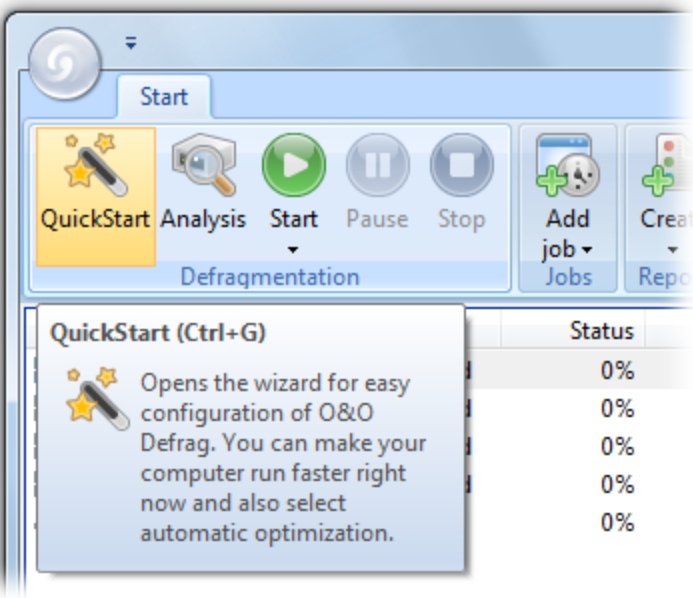 Start
QuickStart Analysis Start Pause Stop Add
job
Defragmentation Jobs
QuickStart (Ctrl+G) Status
Opens the wizard for easy 0%
configuration of O&O 0%
Defrag. You can make your 0%
computer run faster right 0%
now and also select 0%
automatic optimization.